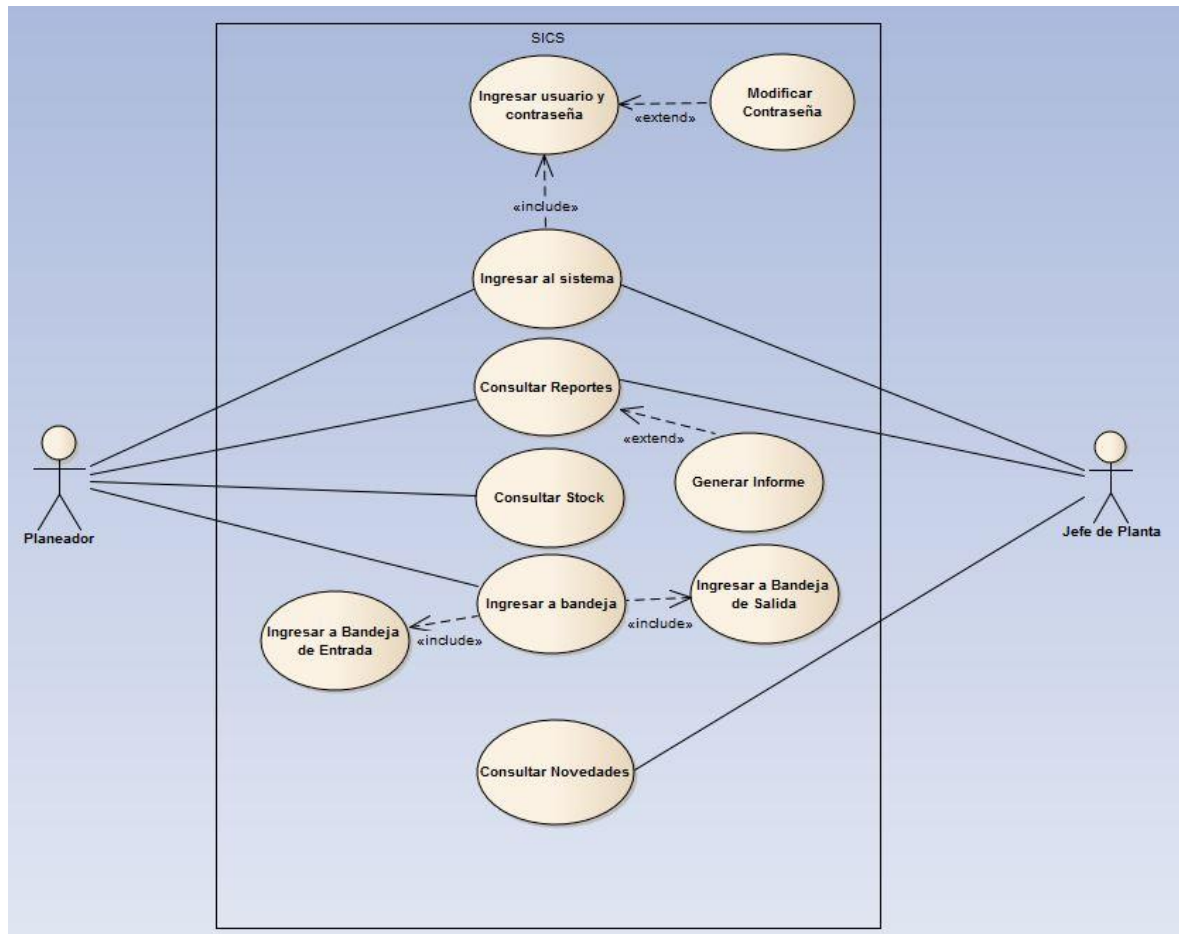 SICS
Ingresar usuario y
contraseña
Modificar
Contraseña
«extend»
«include»
Ingresar al sistema
Consultar Reportes
«extend»
Generar Informe
Consultar Stock
Planeador
Jefe de Planta
Ingresar a bandeja
Ingresar a Bandeja
de Salida
«include»
Ingresar a Bandeja
de Entrada
«include»
Consultar Novedades